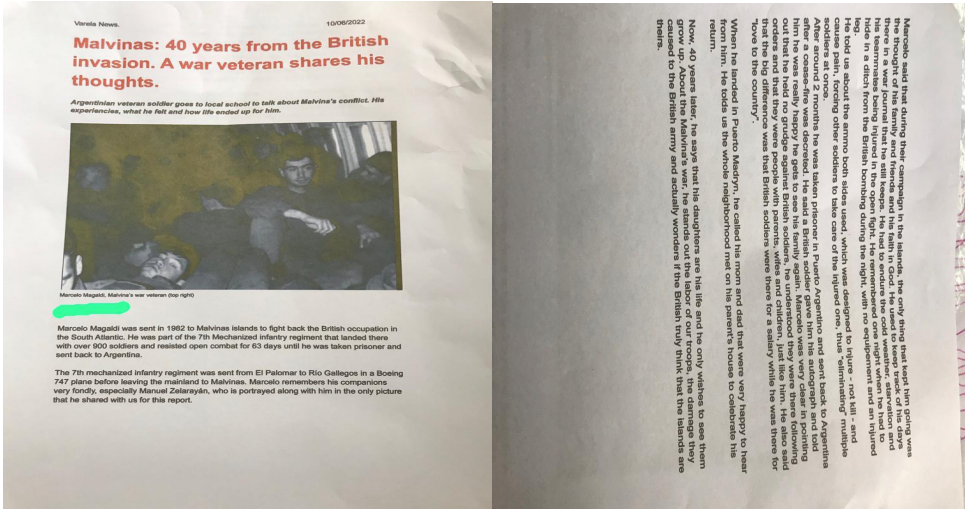 Varela News.
10/06/2022
Malvinas: 40 years from the British
invasion. A war veteran shares his
thoughts.
Argentinian veteran soldier goes to local school to talk about Malvina's conflict. His
experiencies, what he felt and how life ended up for him.
Marcelo Magaldi, Malvina's war veteran (top right)
Marcelo Magaldi was sent in 1982 to Malvinas islands to fight back the British occupation in
the South Atlantic. He was part of the 7th Mechanized infantry regiment that landed there
with over 900 soldiers and resisted open combat for 63 days until he was taken prisoner and
sent back to Argentina.
The 7th mechanized infantry regiment was sent from El Palomar to Río Gallegos in a Boeing
747 plane before leaving the mainland to Malvinas. Marcelo remembers his companions
very fondly, especially Manuel Zelarayán, who is portrayed along with him in the only picture
that he shared with us for this report.
Marcelo said that during their campaign in the islands, the only thing that kept him going was
the thought of his family and friends and his faith in God. He used to keep track of his days
there in a war journal that he still keeps. He had to endure the cold weather, starvation and
his teammates being injured in the open fight. He remembered one night when he had to
hide in a ditch from the British bombing during the night, with no equipement and an injured
leg.
He told us about the ammo both sides used, which was designed to injure - not kill - and
cause pain, forcing other soldiers to take care of the injured one, thus "eliminating" multiple
soldiers at once.
After around 2 months he was taken prisoner in Puerto Argentino and sent back to Argentina
after a cease-fire was decreted. He said a British soldier gave him his autograph and told
him he was really happy he gets to see his family again. Marcelo was very clear in pointing
out that he held no grudge against British soldiers, he understood they were there following
orders and that they were people with parents, wifes and children, just like him. He also said
that the big difference was that British soldiers were there for a salary while he was there for
"love to the country".
When he landed in Puerto Madryn, he called his mom and dad that were very happy to hear
from him. He tolds us the whole neighborhood met on his parent's house to celebrate his
return.
Now, 40 years later, he says that his daughters are his life and he only wishes to see them
grow up. About the Malvina's war, he stands out the labor of our troops, the damage they
caused to the British army and actually wonders if the British truly think that the islands are
theirs.